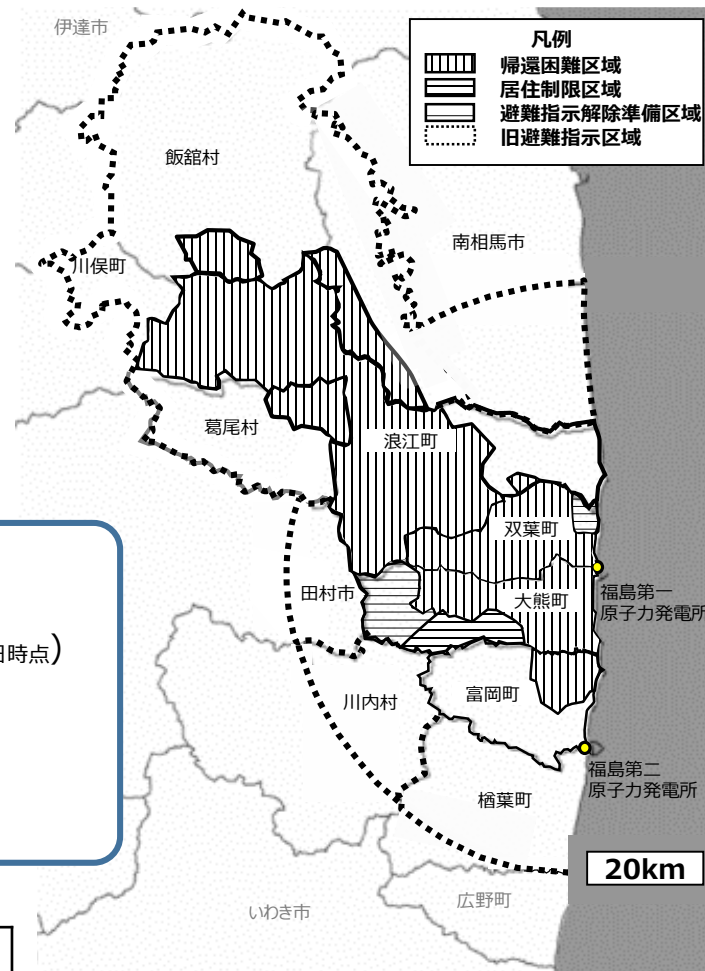 伊達市
凡例
帰還困難区域
居住制限区域
避難指示解除準備区域
旧避難指示区域
飯舘村
南相馬市
川俣町
葛尾村
浪江町
双葉町
田村市
大熊町
福島第一
原子力発電所
日時点)
川内村
富岡町
福島第二
原子力発電所
楢葉町
20km
いわき市
広野町